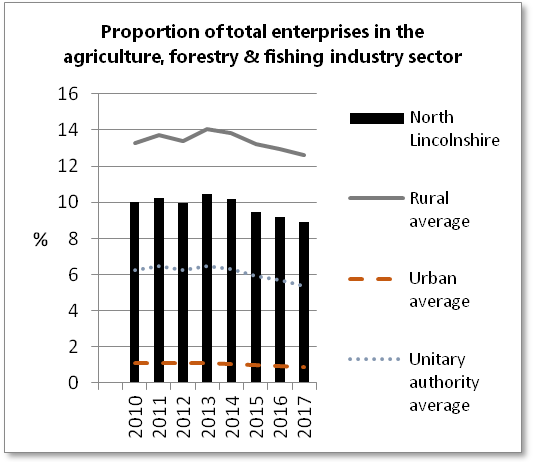 Proportion of total enterprises in the
agriculture, forestry & fishing industry sector
16
14
12
10
8
6
4
2
0
%
2010
2011
2012
2013
2014
2015
2016
2017
North
Lincolnshire
Rural
average
Urban
average
Unitary
authority
average